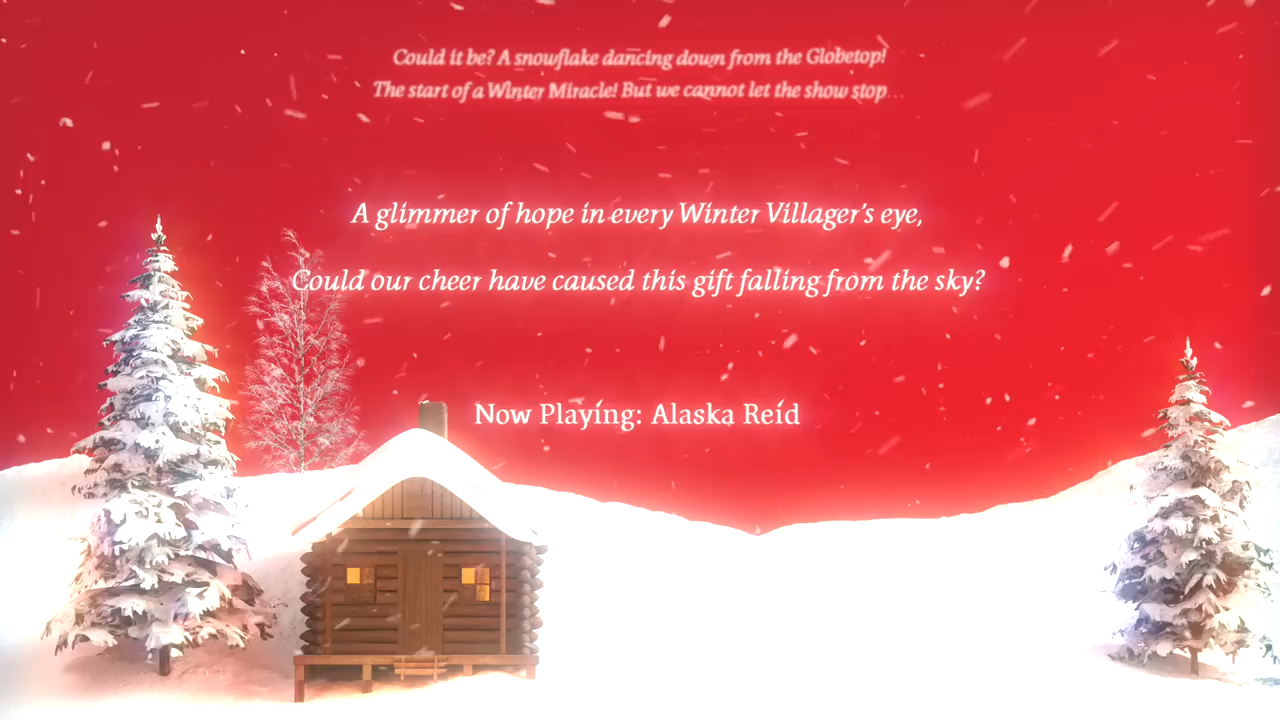 Could it be? A snowflake dancing down from the Globetop!
The start of a Winter Miracle! But we cannot let the show stop...
A glimmer of hope in every Winter Villager's eye,
Could our cheer have caused this gift falling from the sky?
Now Playing: Alaska Reid